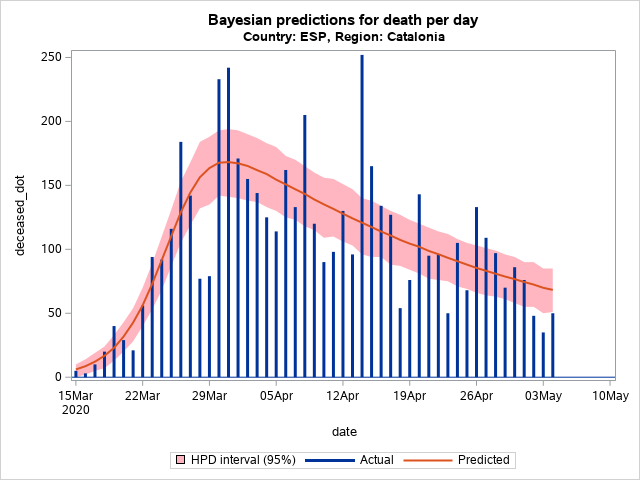 Bayesian predictions for death per day
Country: ESP, Region: Catalonia
deceased_dot
250
200
150
100
50
0
15Mar 22Mar 29Mar 05Apr 12Apr 19Apr 26Apr 03May 10May
2020
date
HPD interval (95%) Actual Predicted